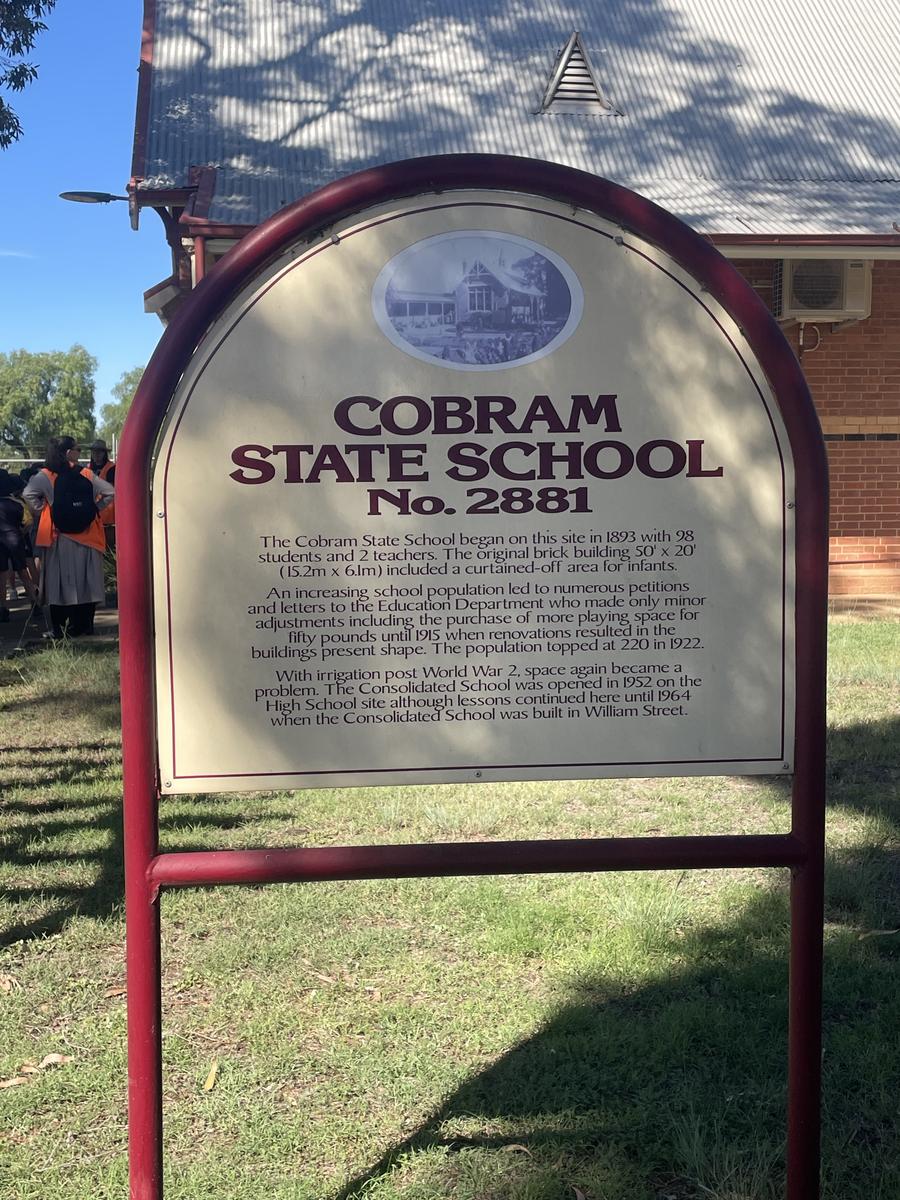 COBRAM
STATE SCHOOL
No. 2881
The Cobram State School began on this site in 1893 with 98
students and 2 teachers. The original brick building 50' x 20'
(15.2m x 6.1m) included a curtained-off area for infants.
An increasing school population led to numerous petitions
and letters to the Education Department who made only minor
adjustments including the purchase of more playing space for
fifty pounds until 1915 when renovations resulted in the
buildings present shape. The population topped at 220 in 1922.
With irrigation post World War 2, space again became a
problem. The Consolidated School was opened in 1952 on the
High School site although lessons continued here until 1964
when the Consolidated School was built in William Street.